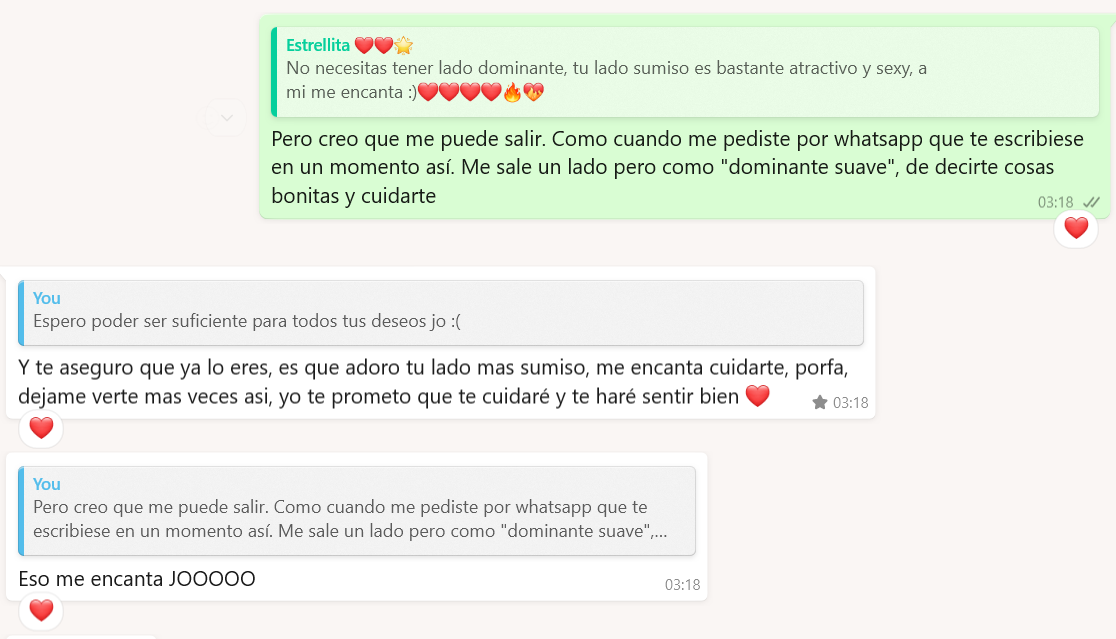 Estrellita ❤️❤️🌟
No necesitas tener lado dominante, tu lado sumiso es bastante atractivo y sexy, a
mi me encanta :)❤️❤️❤️❤️🔥💝
Pero creo que me puede salir. Como cuando me pediste por whatsapp que te escribiese
en un momento así. Me sale un lado pero como "dominante suave", de decirte cosas
bonitas y cuidarte
03:18
You
Espero poder ser suficiente para todos tus deseos jo :(
Y te aseguro que ya lo eres, es que adoro tu lado mas sumiso, me encanta cuidarte, porfa,
dejame verte mas veces asi, yo te prometo que te cuidaré y te haré sentir bien ❤️
03:18
You
Pero creo que me puede salir. Como cuando me pediste por whatsapp que te
escribiese en un momento así. Me sale un lado pero como "dominante suave",...
Eso me encanta JOOOOO
03:18